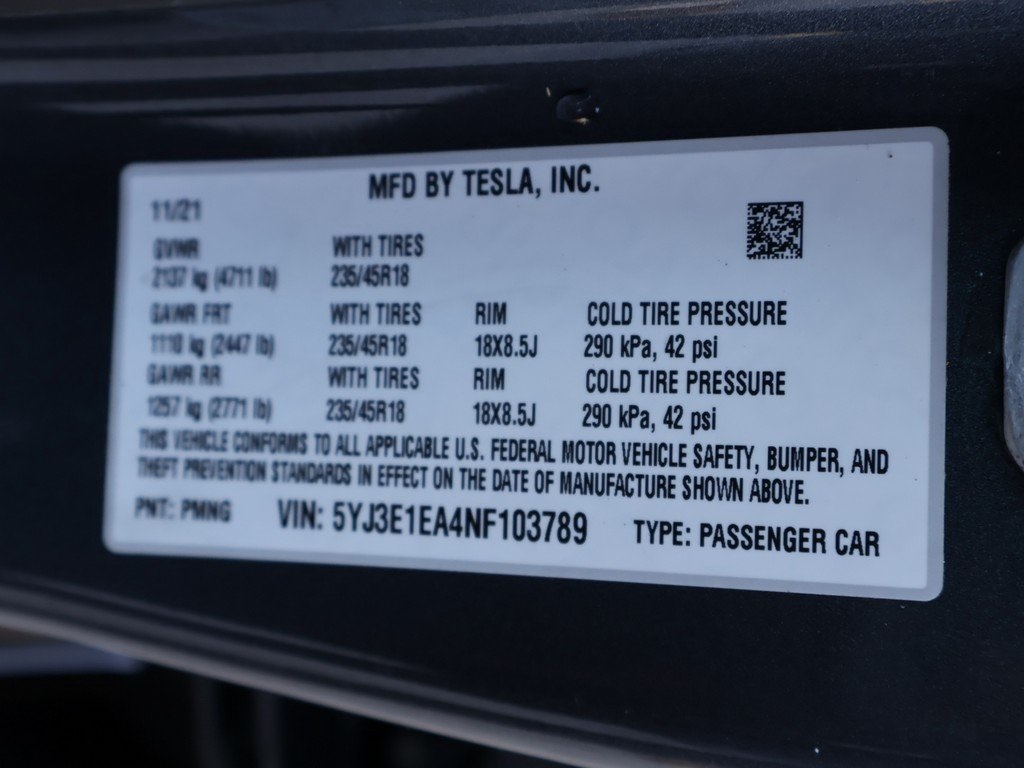 MFD BY TESLA, INC.
11/21
GVWR WITH TIRES
2137 kg (4711 lb) 235/45R18
GAWR FRT WITH TIRES RIM COLD TIRE PRESSURE
1110 kg (2447 lb) 235/45R18 18X8.5J 290 kPa, 42 psi
GAWR RR WITH TIRES RIM COLD TIRE PRESSURE
1257 kg (2771 lb) 235/45R18 18X8.5J 290 kPa, 42 psi
THIS VEHICLE CONFORMS TO ALL APPLICABLE U.S. FEDERAL MOTOR VEHICLE SAFETY, BUMPER, AND
THEFT PREVENTION STANDARDS IN EFFECT ON THE DATE OF MANUFACTURE SHOWN ABOVE.
PNT: PMNG VIN: 5YJ3E1EA4NF103789 TYPE: PASSENGER CAR